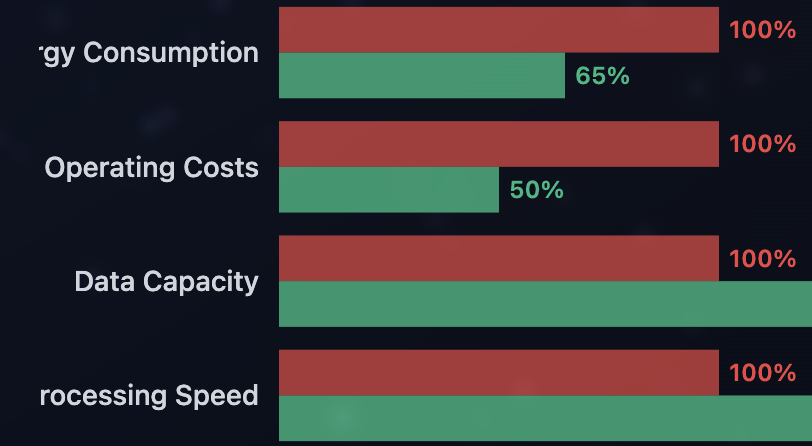 gy Consumption
100%
65%
Operating Costs
100%
50%
Data Capacity
100%
rocessing Speed
100%